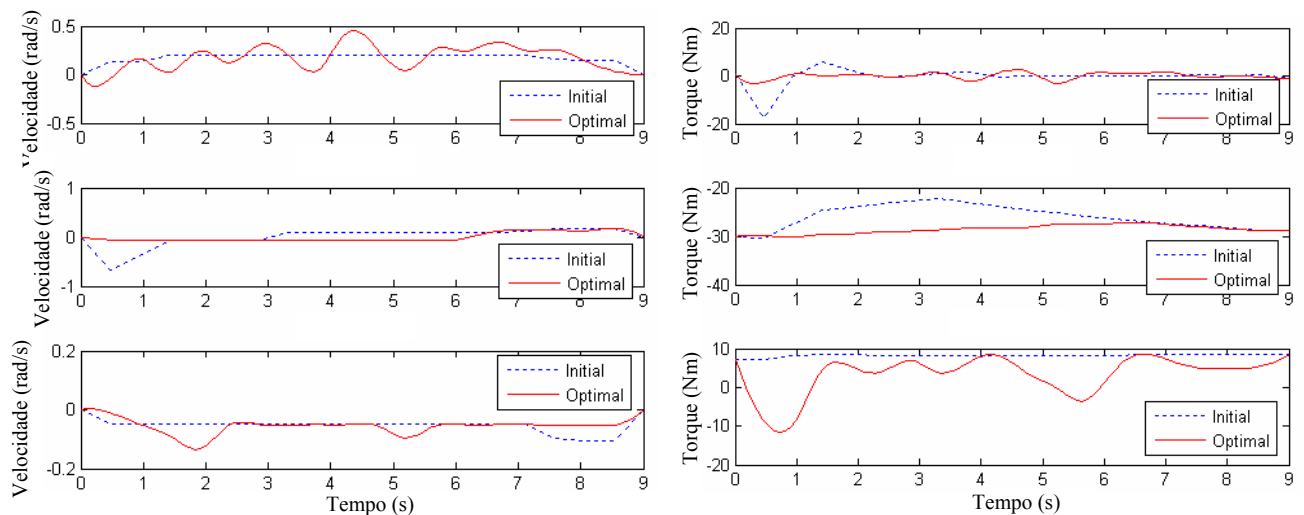 Velocidade (rad/s)
0.5
0
-0.5
0 1 2 3 4 5 6 7 8 9
Initial
Optimal
Torque (Nm)
20
0
-20
0 1 2 3 4 5 6 7 8 9
Initial
Optimal
Velocidade (rad/s)
1
0
-1
0 1 2 3 4 5 6 7 8 9
Initial
Optimal
Torque (Nm)
-20
-30
-40
0 1 2 3 4 5 6 7 8 9
Initial
Optimal
Velocidade (rad/s)
0.2
0
-0.2
0 1 2 3 4 5 6 7 8 9
Initial
Optimal
Tempo (s)
Torque (Nm)
10
0
-10
-20
0 1 2 3 4 5 6 7 8 9
Initial
Optimal
Tempo (s)